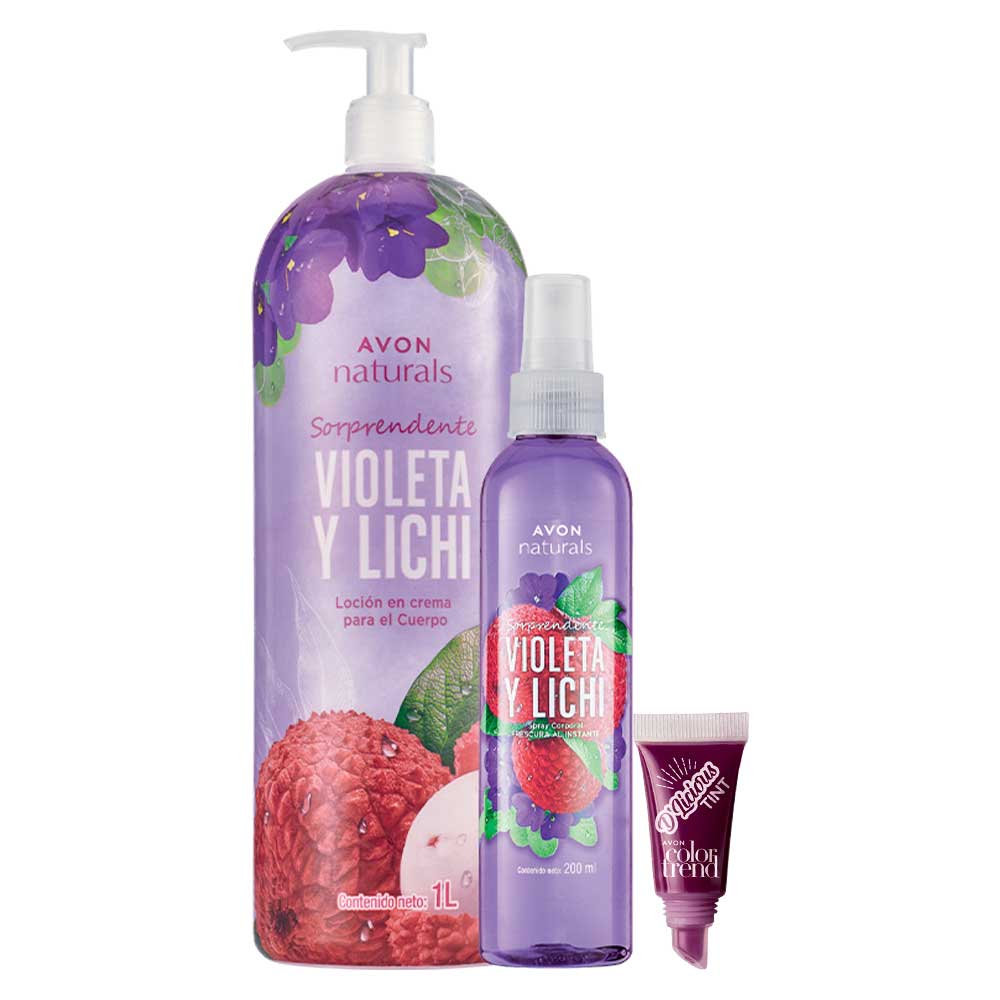 AVON
naturals
Sorprendente
VIOLETA
Y LICHI
Loción en crema
para el Cuerpo
Contenido neto: 1L
AVON
naturals
Sorprendente
VIOLETA
Y LICHI
Spray Corporal
FRESCURA AL INSTANTE
Contenido neto: 200 ml
D'Licious
TINT
AVON
color
trend